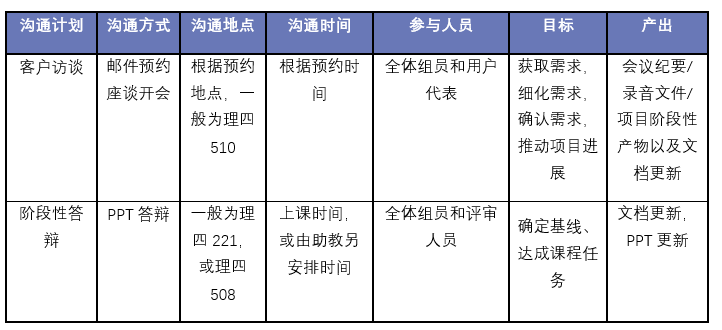 沟通计划 沟通方式 沟通地点 沟通时间 参与人员 目标 产出
客户访谈
邮件预约
座谈开会
根据预约
地点，一
般为理四
510
根据预约时
间
全体组员和用户
代表
获取需求，
细化需求，
确认需求，
推动项目进
展
会议纪要/
录音文件/
项目阶段性
产物以及文
档更新
阶段性答
辩
PPT 答辩
一般为理
四 221，
或理四
508
上课时间，
或由助教另
安排时间
全体组员和评审
人员
确定基线、
达成课程任
务
文档更新，
PPT 更新